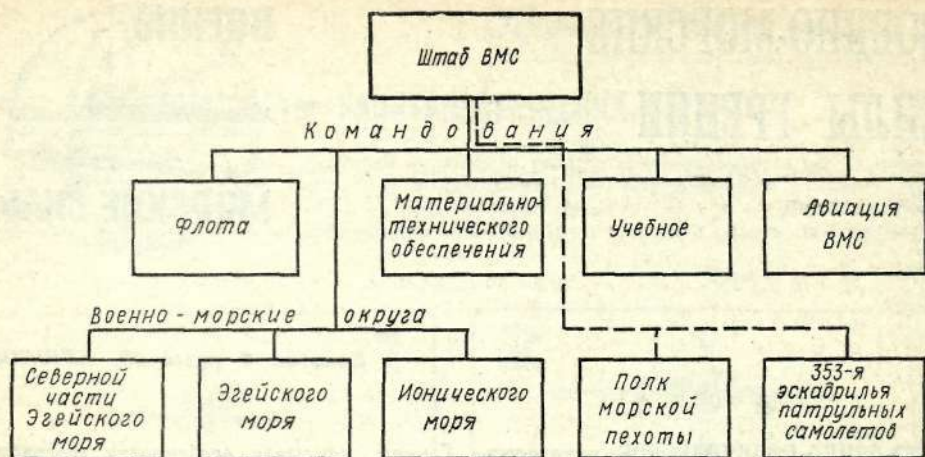 Штаб ВМС
Командования
Флота
Материально-
технического
обеспечения
Учебное
Авиация
ВМС
Военно-морские округа
Северной
части
Эгейского
моря
Эгейского
моря
Ионического
моря
Полк
морской
пехоты
353-я
эскадрилья
патрульных
самолетов